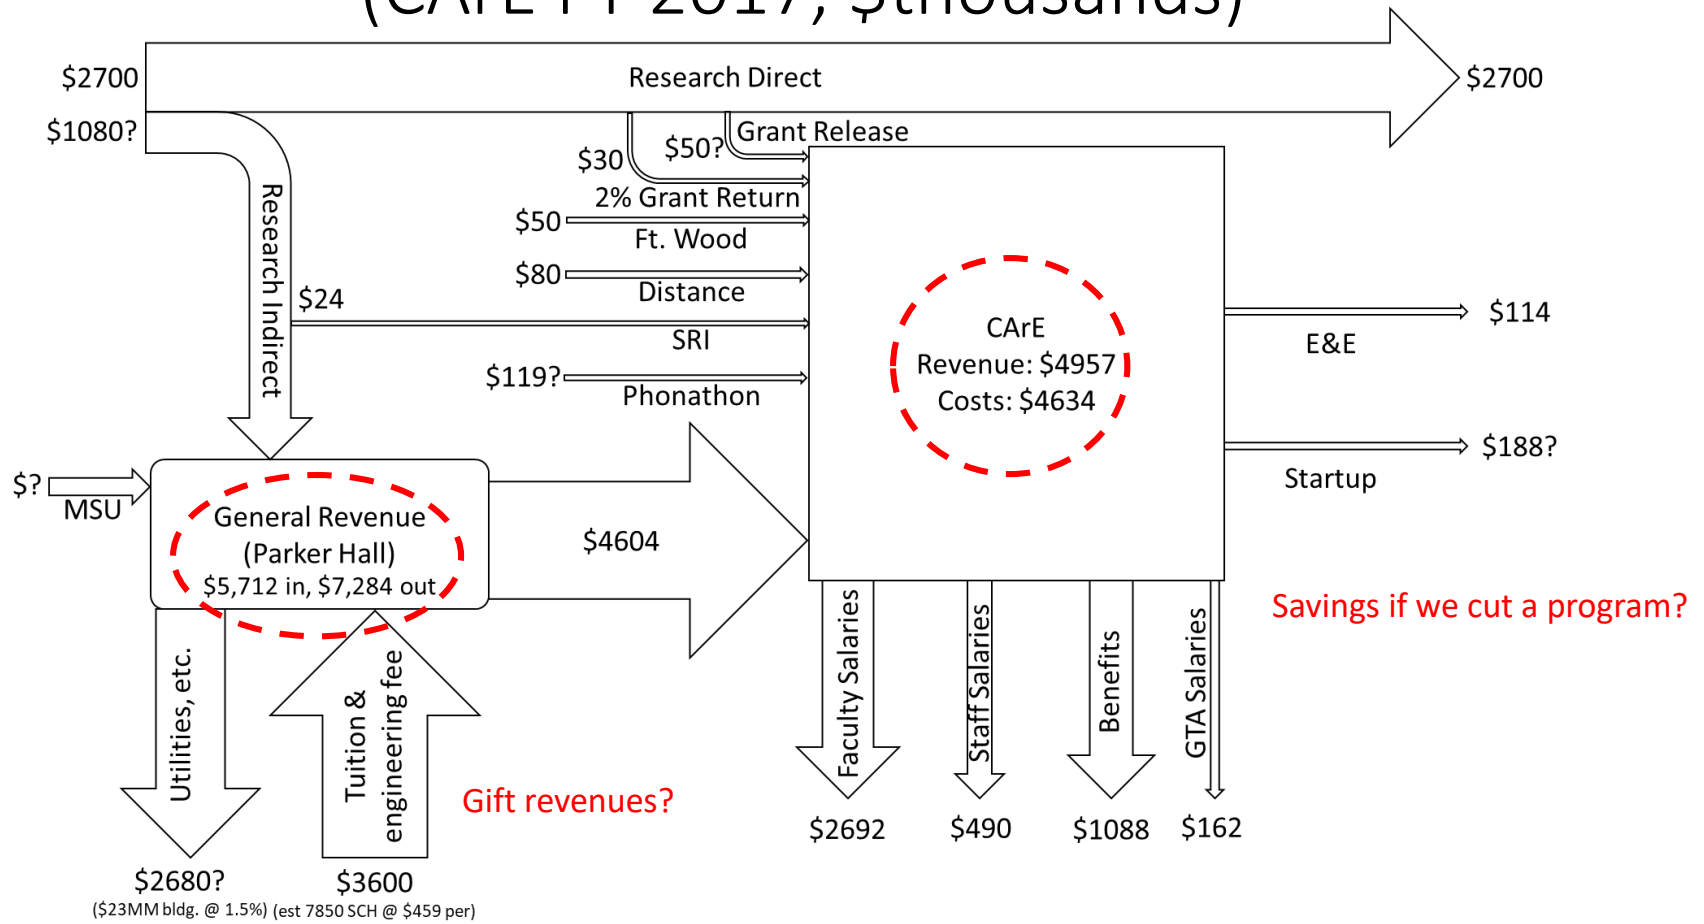 (CArE FY 2017, $thousands)
$2700
Research Direct
$2700
$1080?
Grant Release
$50?
$30
2% Grant Return
$50
Ft. Wood
$80
Distance
Research Indirect
$24
SRI
$119?
Phonathon
CArE
Revenue: $4957
Costs: $4634
$114
E&E
$188?
Startup
$?
MSU
General Revenue
(Parker Hall)
$5,712 in, $7,284 out
$4604
Savings if we cut a program?
Utilities, etc.
Tuition &
engineering fee
Gift revenues?
Faculty Salaries
Staff Salaries
Benefits
GTA Salaries
$2692
$490
$1088
$162
$2680?
($23MM bldg. @ 1.5%)
$3600
(est 7850 SCH @ $459 per)